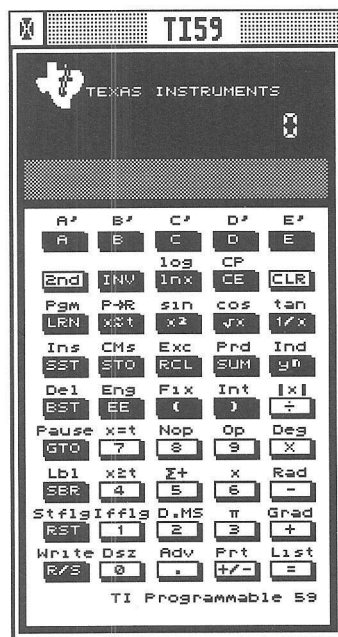 TI59
TEXAS INSTRUMENTS
0
A' B' C' D' E'
A B C D E
log CP
2nd INV lnx CE CLR
Pgm P→R sin cos tan
LRN x⇄t x² √x 1/x
Ins CMs Exc Prd Ind
SST STO RCL SUM yⁿ
Del Eng Fix Int |x|
BST EE ( ) ÷
Pause x=t Nop Op Deg
GTO 7 8 9 X
Lbl x≥t Σ+ x Rad
SBR 4 5 6 -
Stflg Ifflg D.MS π Grad
RST 1 2 3 +
Write Dsz Adv Prt List
R/S 0 . +/- =
TI Programmable 59